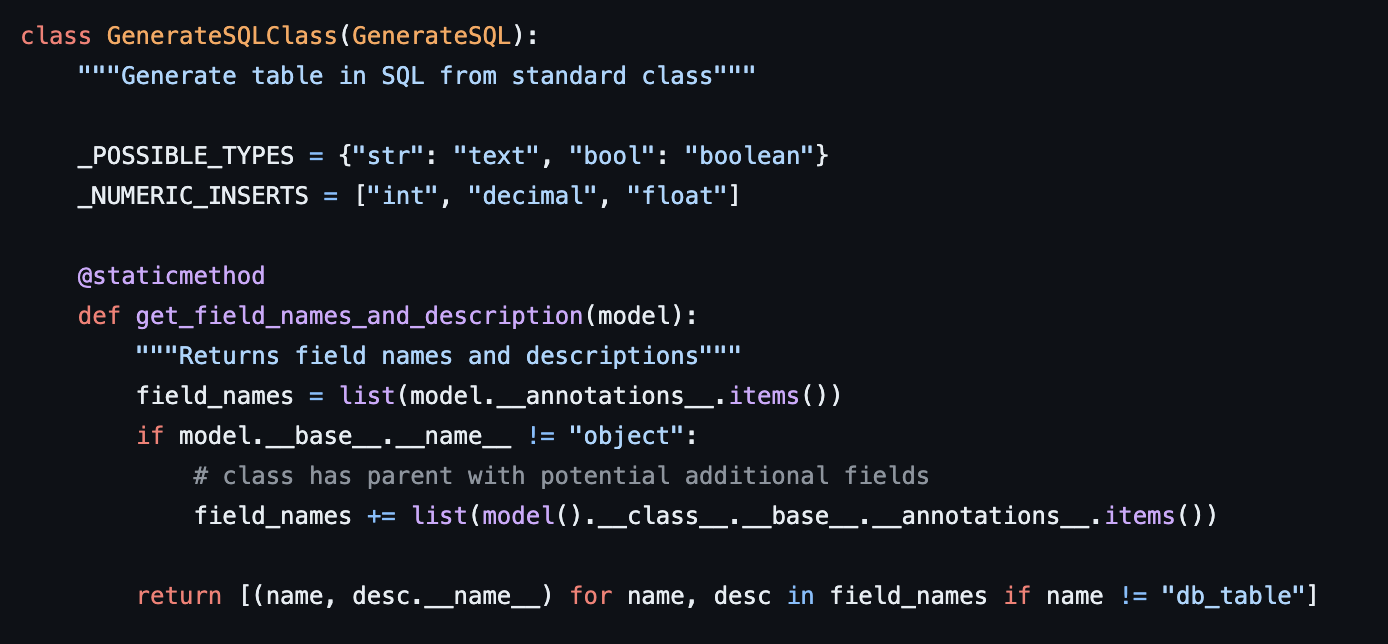 class GenerateSQLClass(GenerateSQL):
    """Generate table in SQL from standard class"""

    _POSSIBLE_TYPES = {"str": "text", "bool": "boolean"}
    _NUMERIC_INSERTS = ["int", "decimal", "float"]

    @staticmethod
    def get_field_names_and_description(model):
        """Returns field names and descriptions"""
        field_names = list(model.__annotations__.items())
        if model.__base__.__name__ != "object":
            # class has parent with potential additional fields
            field_names += list(model().__class__.__base__.__annotations__.items())

        return [(name, desc.__name__) for name, desc in field_names if name != "db_table"]